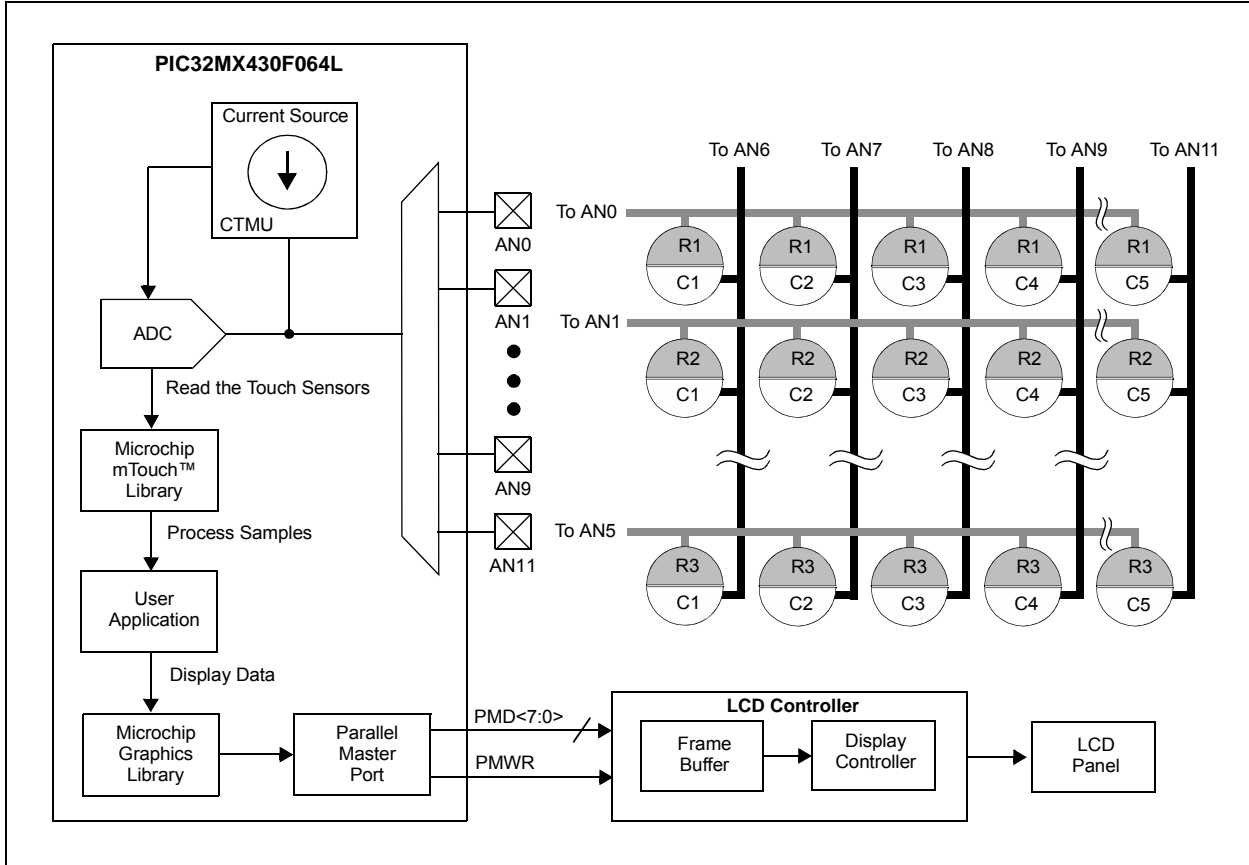 PIC32MX430F064L
Current Source
CTMU
ADC
Read the Touch Sensors
Microchip
mTouch™
Library
Process Samples
User
Application
Display Data
Microchip
Graphics
Library
Parallel
Master
Port
AN0
AN1
AN9
AN11
To AN6
To AN7
To AN8
To AN9
To AN11
To AN0
R1
R1
R1
R1
R1
C1
C2
C3
C4
C5
To AN1
R2
R2
R2
R2
R2
C1
C2
C3
C4
C5
To AN5
R3
R3
R3
R3
R3
C1
C2
C3
C4
C5
PMD<7:0>
PMWR
LCD Controller
Frame
Buffer
Display
Controller
LCD
Panel